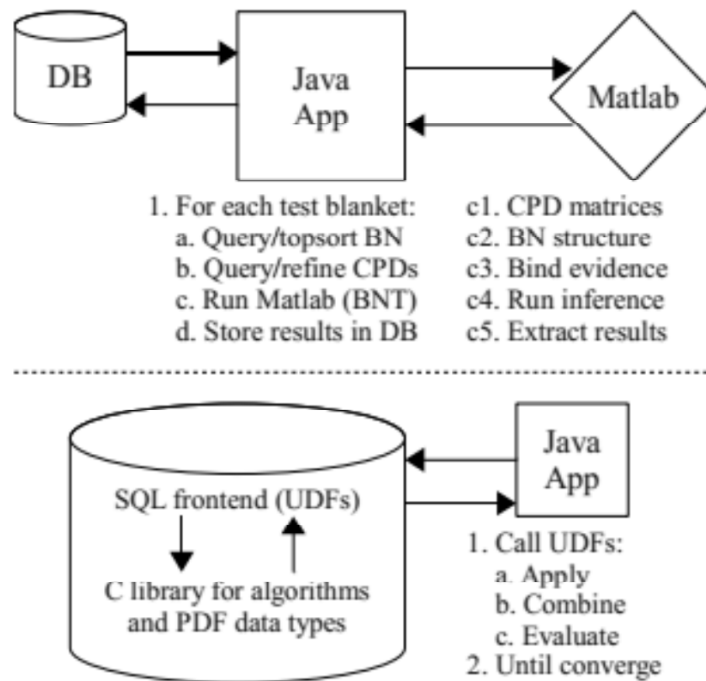 DB
Java
App
Matlab
1. For each test blanket:
a. Query/topsort BN
b. Query/refine CPDs
c. Run Matlab (BNT)
d. Store results in DB
c1. CPD matrices
c2. BN structure
c3. Bind evidence
c4. Run inference
c5. Extract results
SQL frontend (UDFs)
C library for algorithms
and PDF data types
Java
App
1. Call UDFs:
a. Apply
b. Combine
c. Evaluate
2. Until converge